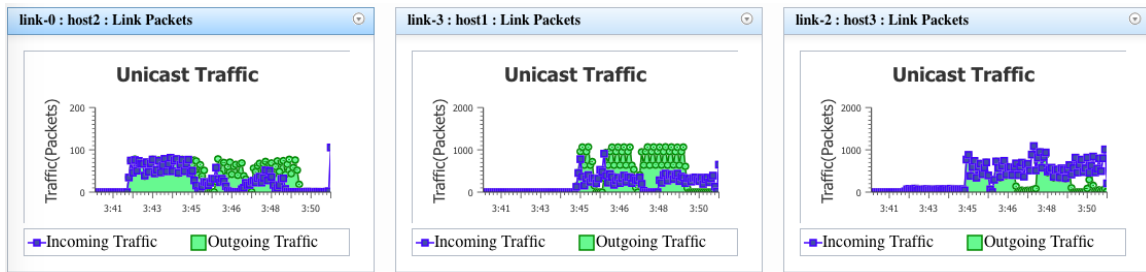 link-0 : host2 : Link Packets
Unicast Traffic
Traffic(Packets)
200
100
0
3:41 3:43 3:45 3:46 3:48 3:50
Incoming Traffic Outgoing Traffic
link-3 : host1 : Link Packets
Unicast Traffic
Traffic(Packets)
2000
1000
0
3:41 3:43 3:45 3:46 3:48 3:50
Incoming Traffic Outgoing Traffic
link-2 : host3 : Link Packets
Unicast Traffic
Traffic(Packets)
2000
1000
0
3:41 3:43 3:45 3:46 3:48 3:50
Incoming Traffic Outgoing Traffic